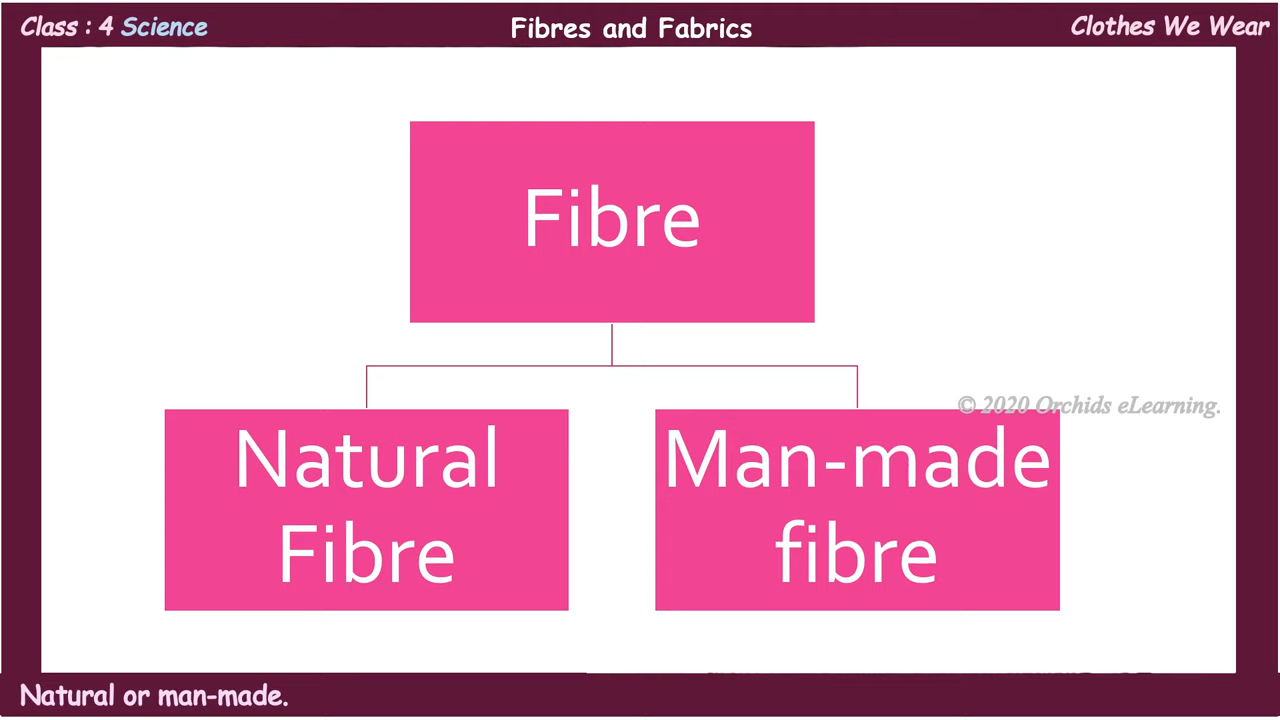 Class : 4 Science
Fibres and Fabrics
Clothes We Wear
Fibre
Natural
Fibre
Man-made
fibre
© 2020 Orchids eLearning.
Natural or man-made.